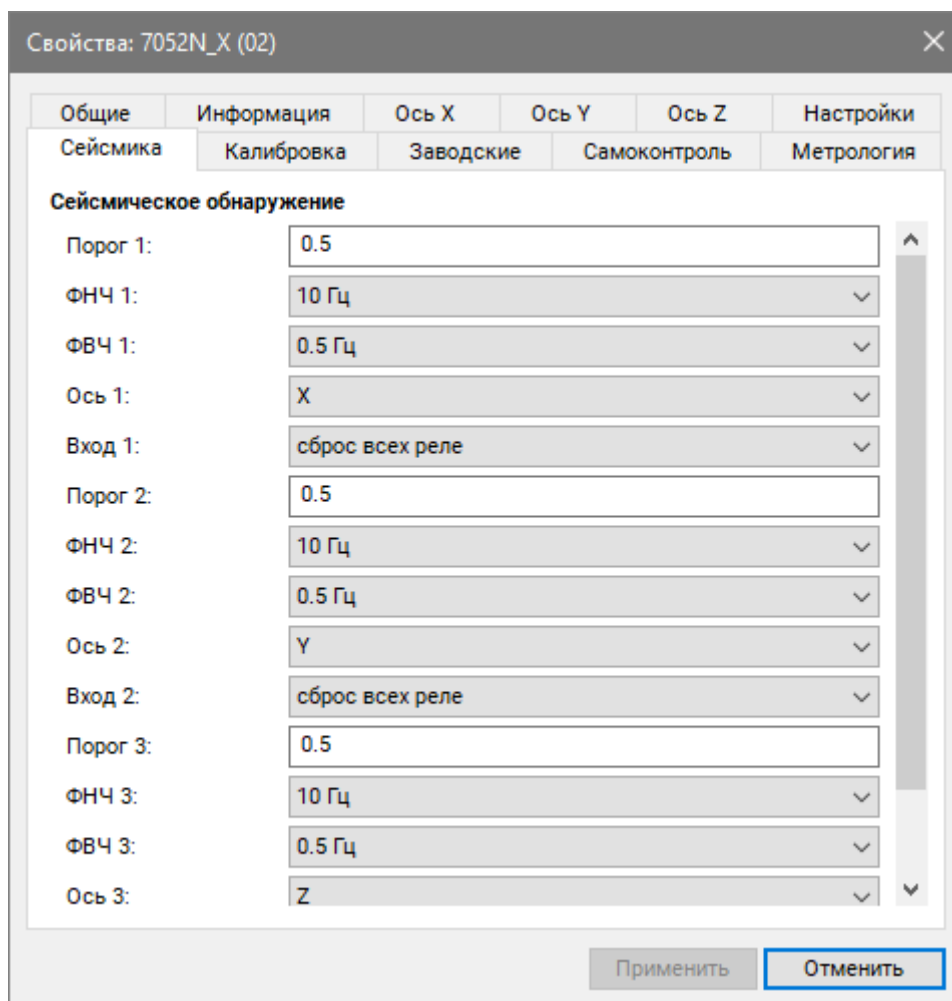 Свойства: 7052N_X (02)
Общие Информация Ось X Ось Y Ось Z Настройки
Сейсмика Калибровка Заводские Самоконтроль Метрология
Сейсмическое обнаружение
Порог 1: 0.5
ФНЧ 1: 10 Гц
ФВЧ 1: 0.5 Гц
Ось 1: X
Вход 1: сброс всех реле
Порог 2: 0.5
ФНЧ 2: 10 Гц
ФВЧ 2: 0.5 Гц
Ось 2: Y
Вход 2: сброс всех реле
Порог 3: 0.5
ФНЧ 3: 10 Гц
ФВЧ 3: 0.5 Гц
Ось 3: Z
Применить Отменить